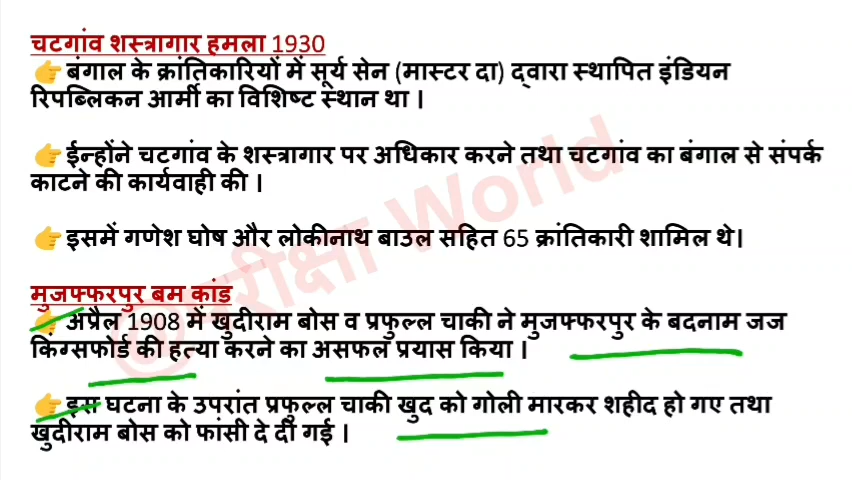 चटगांव शस्त्रागार हमला 1930
👉 बंगाल के क्रांतिकारियों में सूर्य सेन (मास्टर दा) द्वारा स्थापित इंडियन
रिपब्लिकन आर्मी का विशिष्ट स्थान था ।
👉 ईन्होंने चटगांव के शस्त्रागार पर अधिकार करने तथा चटगांव का बंगाल से संपर्क
काटने की कार्यवाही की ।
👉 इसमें गणेश घोष और लोकीनाथ बाउल सहित 65 क्रांतिकारी शामिल थे।
मुजफ्फरपुर बम कांड
👉 अप्रैल 1908 में खुदीराम बोस व प्रफुल्ल चाकी ने मुजफ्फरपुर के बदनाम जज
किंग्सफोर्ड की हत्या करने का असफल प्रयास किया ।
👉 इस घटना के उपरांत प्रफुल्ल चाकी खुद को गोली मारकर शहीद हो गए तथा
खुदीराम बोस को फांसी दे दी गई ।
©परीक्षा World